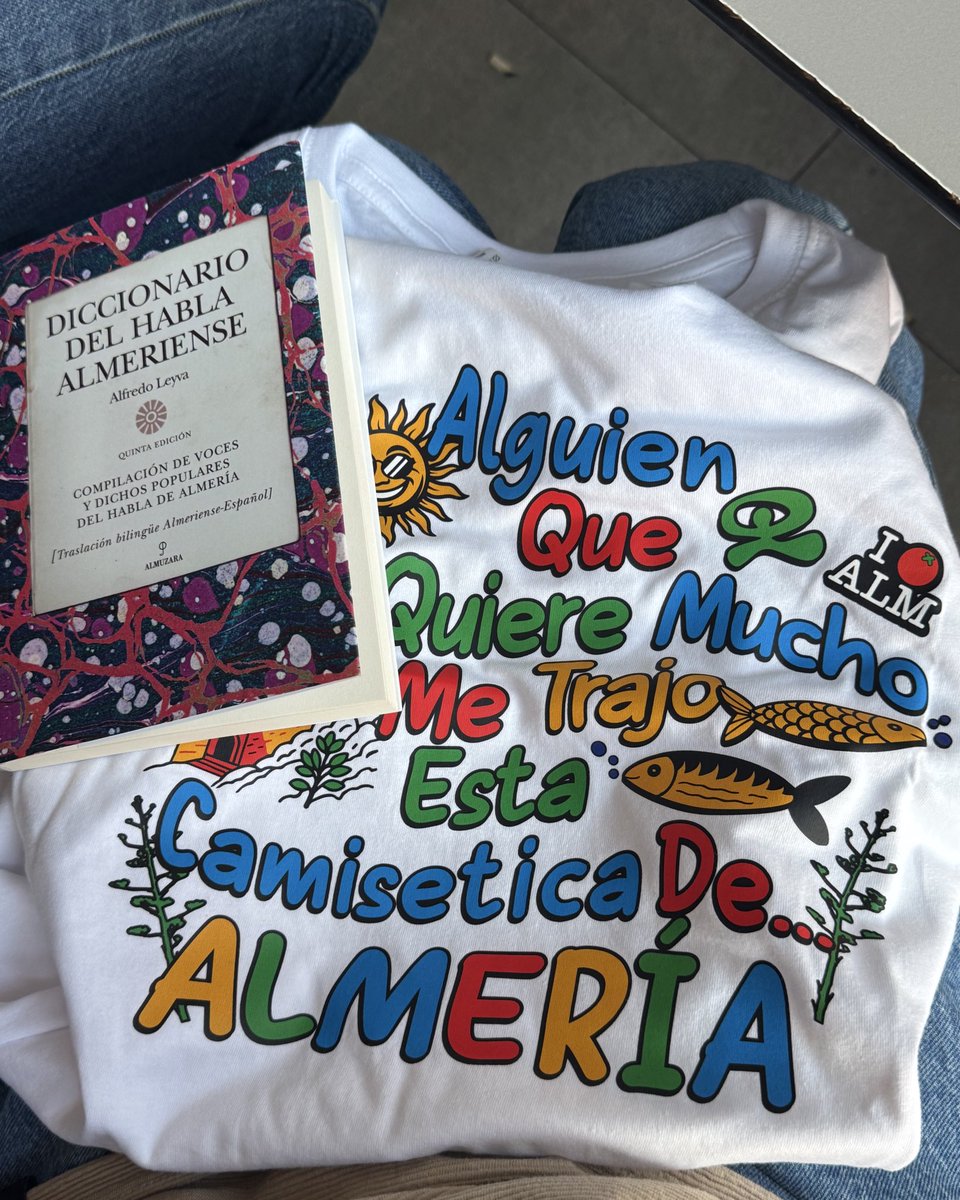 DICCIONARIO
DEL HABLA
ALMERIENSE
Alfredo Leyva
QUINTA EDICIÓN
COMPILACIÓN DE VOCES
Y DICHOS POPULARES
DEL HABLA DE ALMERÍA
[Traslación bilingüe Almeriense-Español]
ALMUZARA
Alguien
Que
Quiere Mucho
Me Trajo
Esta
Camisetica De...
ALMERÍA
I
ALM